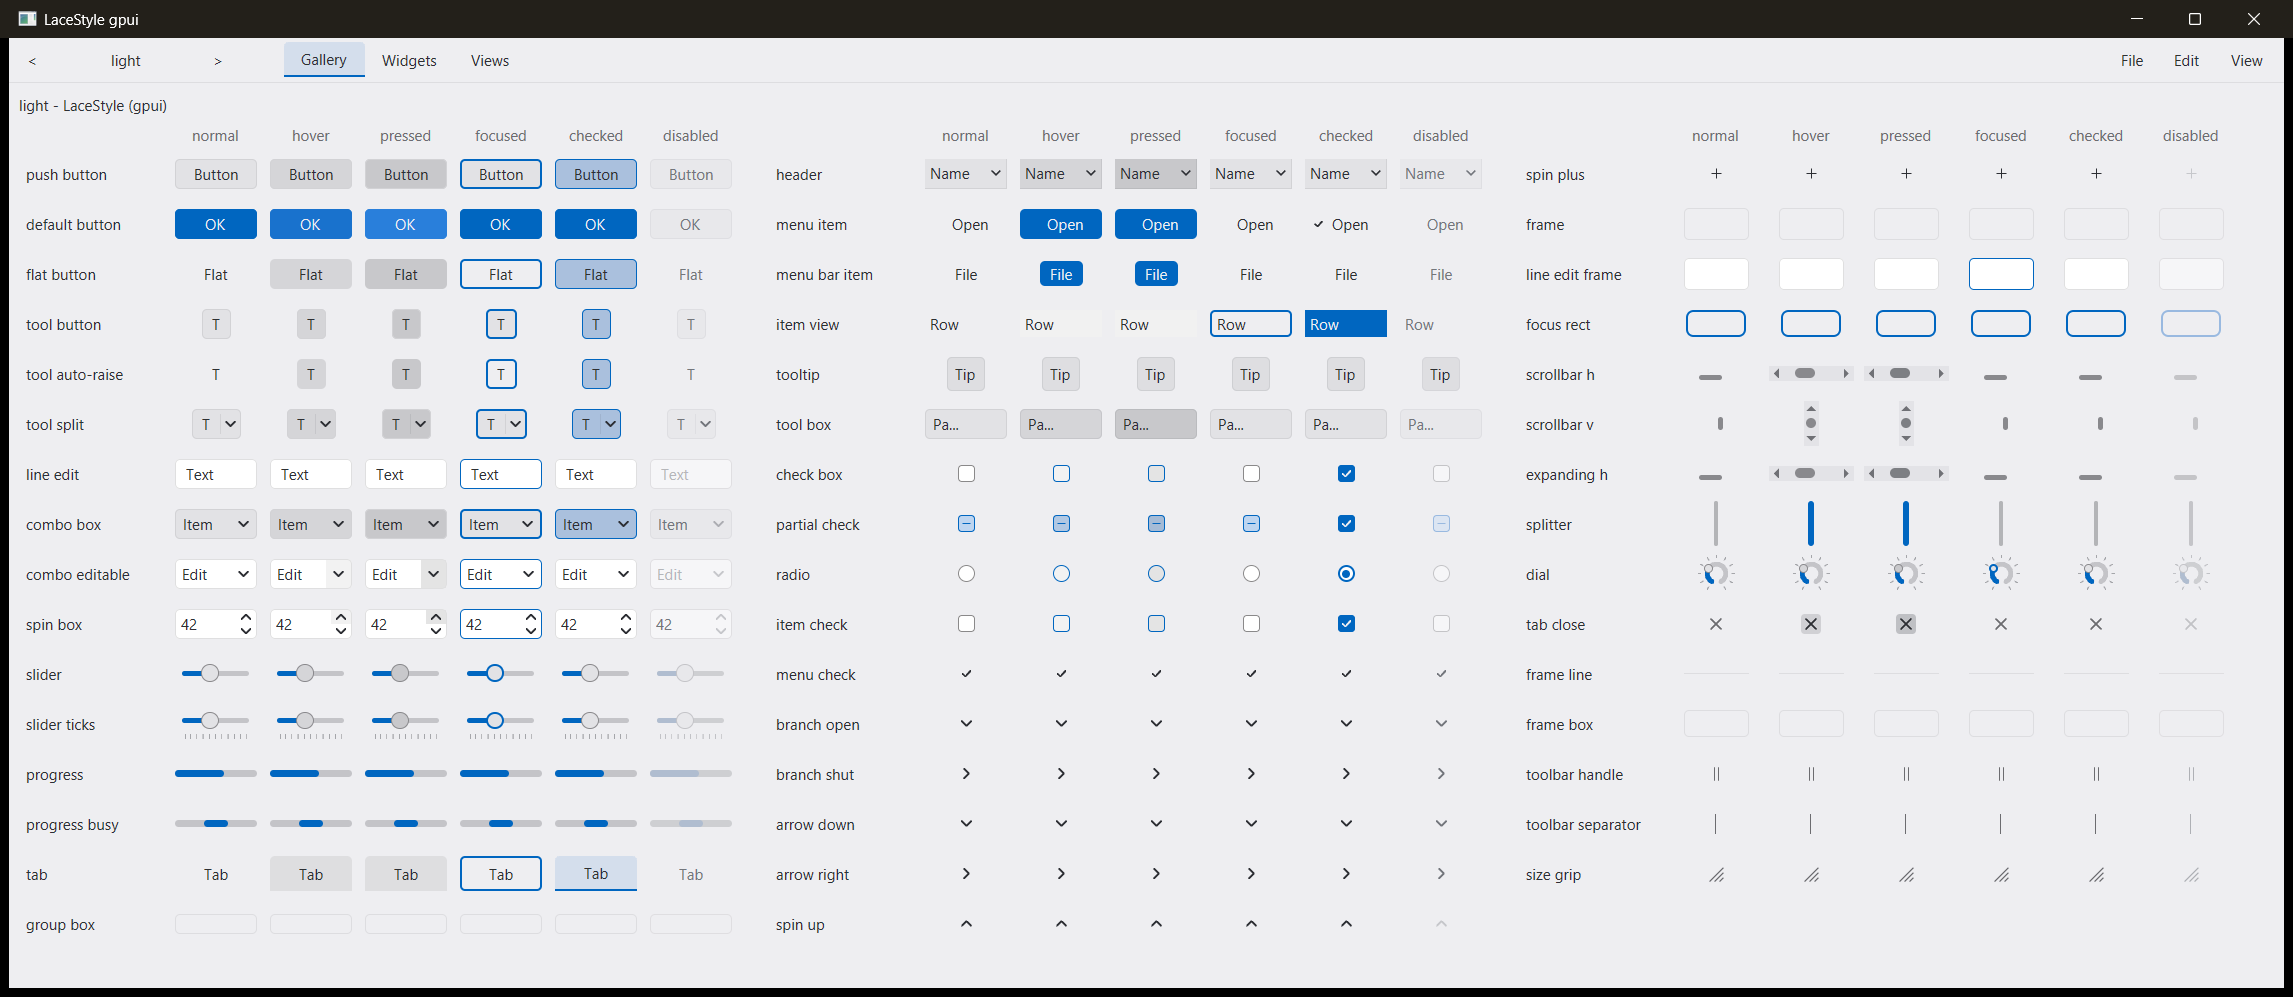 LaceStyle gpui
< light > Gallery Widgets Views File Edit View
light - LaceStyle (gpui)
normal hover pressed focused checked disabled normal hover pressed focused checked disabled normal hover pressed focused checked disabled
push button Button Button Button Button Button Button header Name Name Name Name Name Name spin plus
default button OK OK OK OK OK OK menu item Open Open Open Open Open Open frame
flat button Flat Flat Flat Flat Flat Flat menu bar item File File File File File File line edit frame
tool button T T T T T T item view Row Row Row Row Row Row focus rect
tool auto-raise T T T T T T tooltip Tip Tip Tip Tip Tip Tip scrollbar h
tool split T T T T T T tool box Pa... Pa... Pa... Pa... Pa... Pa... scrollbar v
line edit Text Text Text Text Text Text check box expanding h
combo box Item Item Item Item Item Item partial check splitter
combo editable Edit Edit Edit Edit Edit Edit radio dial
spin box 42 42 42 42 42 42 item check tab close
slider menu check frame line
slider ticks branch open frame box
progress branch shut toolbar handle
progress busy arrow down toolbar separator
tab Tab Tab Tab Tab Tab Tab arrow right size grip
group box spin up